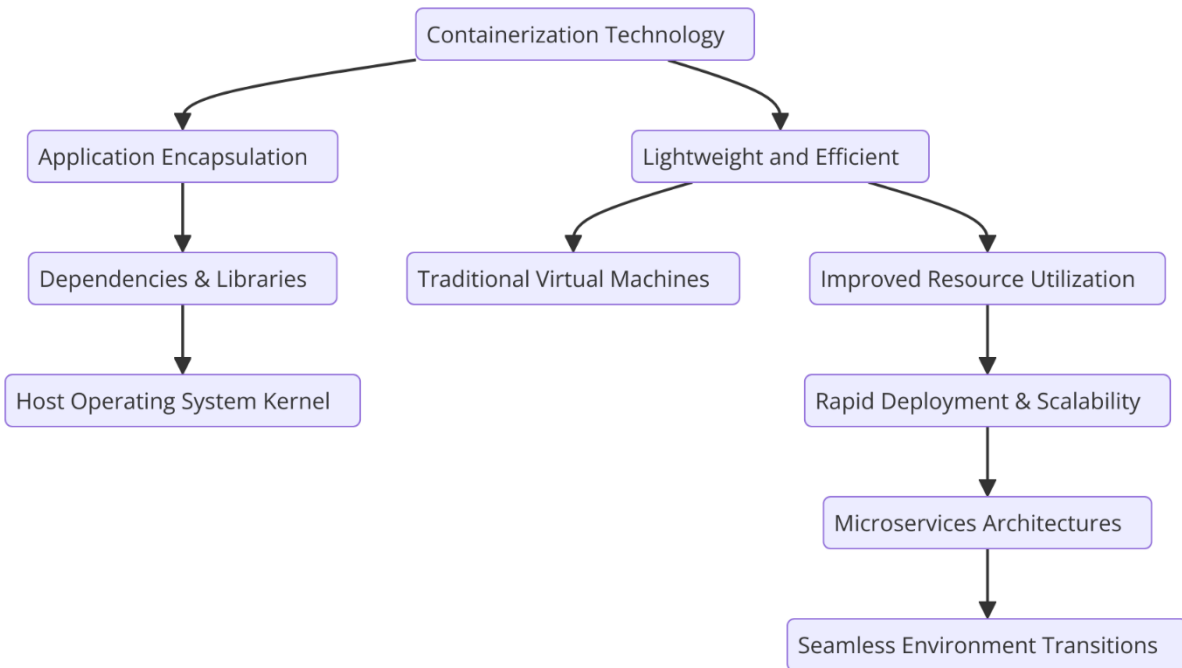 Containerization Technology
Application Encapsulation
Lightweight and Efficient
Dependencies & Libraries
Traditional Virtual Machines
Improved Resource Utilization
Host Operating System Kernel
Rapid Deployment & Scalability
Microservices Architectures
Seamless Environment Transitions